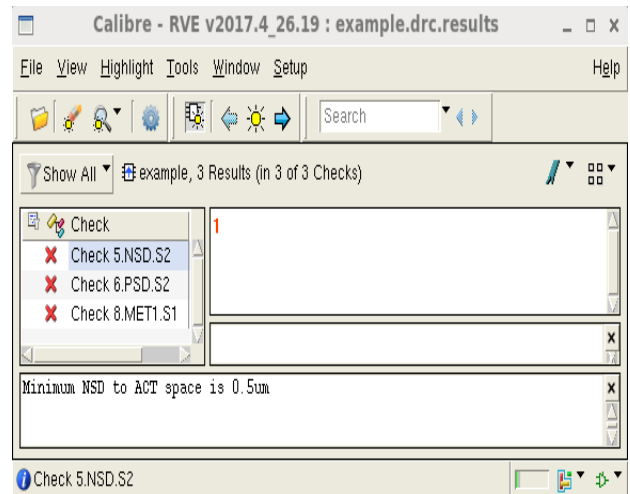 Calibre - RVE v2017.4_26.19 : example.drc.results
File View Highlight Tools Window Setup Help
Search
Show All example, 3 Results (in 3 of 3 Checks)
Check
1
Check 5.NSD.S2
Check 6.PSD.S2
Check 8.MET1.S1
Minimum NSD to ACT space is 0.5um
Check 5.NSD.S2